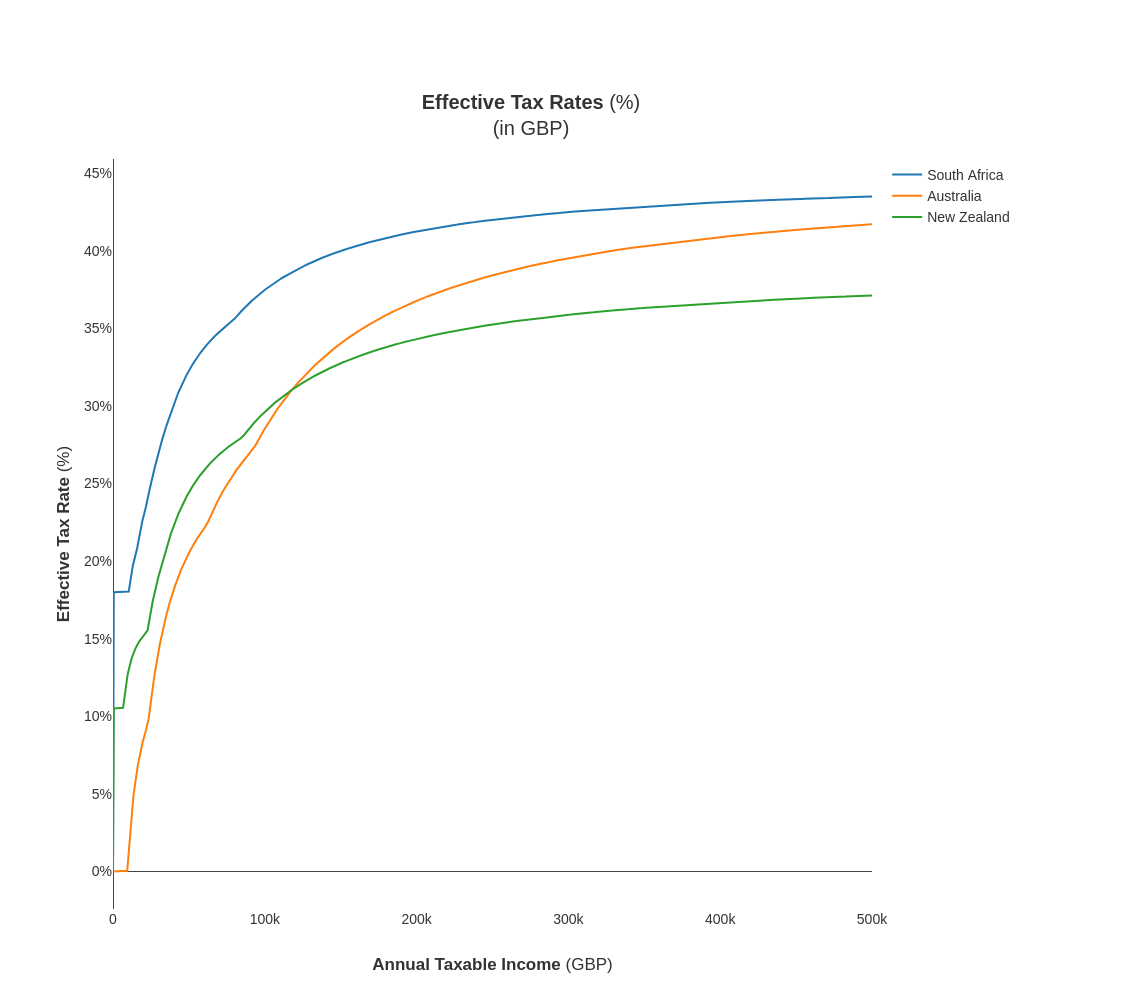 Effective Tax Rates (%)
(in GBP)
45%
40%
35%
30%
25%
20%
15%
10%
5%
0%
Effective Tax Rate (%)
South Africa
Australia
New Zealand
0
100k
200k
300k
400k
500k
Annual Taxable Income (GBP)